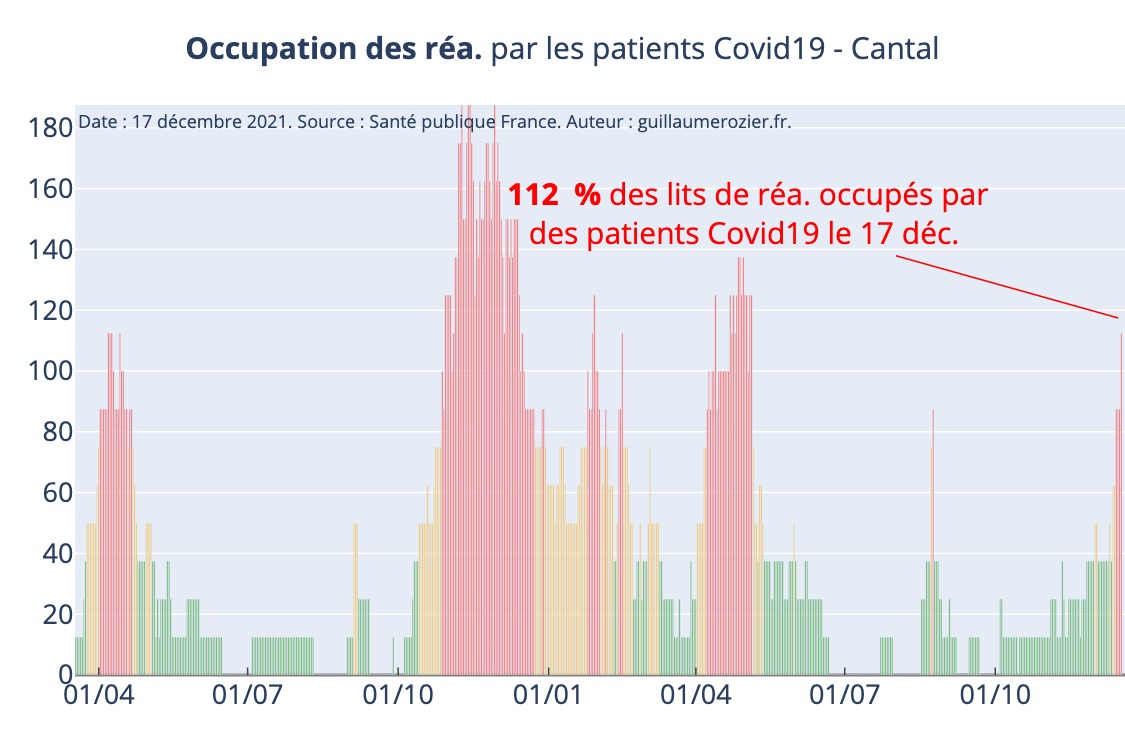 Occupation des réa. par les patients Covid19 - Cantal
180
Date : 17 décembre 2021. Source : Santé publique France. Auteur : guillaumerozier.fr.
160
112 % des lits de réa. occupés par
des patients Covid19 le 17 déc.
140
120
100
80
60
40
20
0
01/04 01/07 01/10 01/01 01/04 01/07 01/10